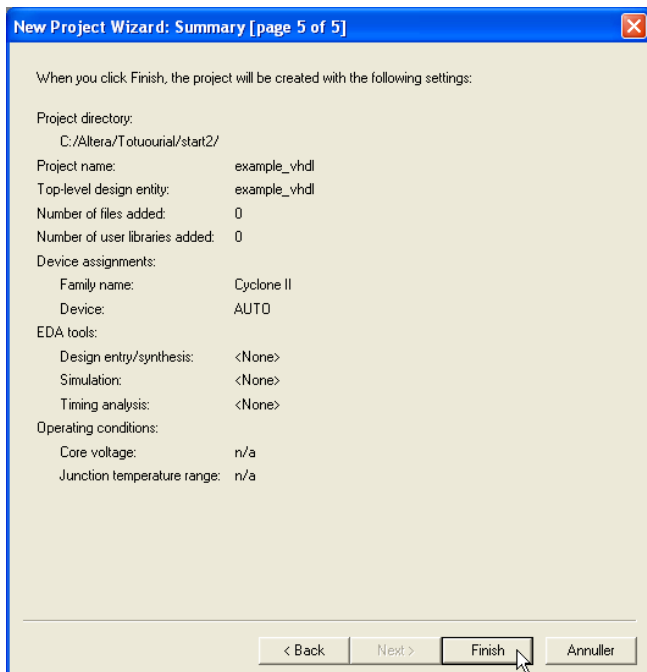 New Project Wizard: Summary [page 5 of 5]
When you click Finish, the project will be created with the following settings:
Project directory:
C:/Altera/Totuourial/start2/
Project name: example_vhdl
Top-level design entity: example_vhdl
Number of files added: 0
Number of user libraries added: 0
Device assignments:
Family name: Cyclone II
Device: AUTO
EDA tools:
Design entry/synthesis: <None>
Simulation: <None>
Timing analysis: <None>
Operating conditions:
Core voltage: n/a
Junction temperature range: n/a
< Back Next > Finish Annuller